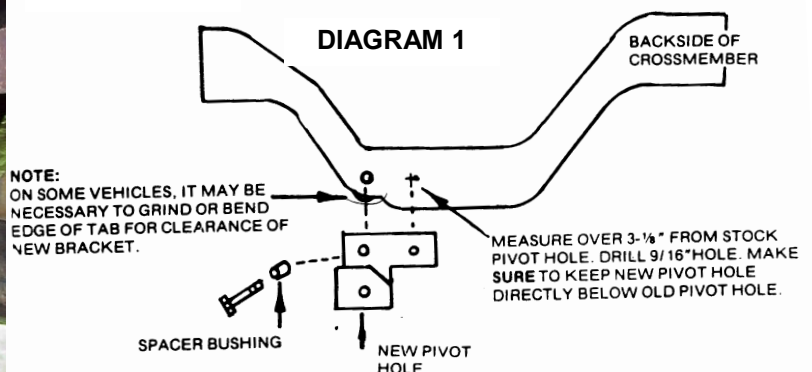 DIAGRAM 1
BACKSIDE OF
CROSSMEMBER
NOTE:
ON SOME VEHICLES, IT MAY BE
NECESSARY TO GRIND OR BEND
EDGE OF TAB FOR CLEARANCE OF
NEW BRACKET.
MEASURE OVER 3-⅛" FROM STOCK
PIVOT HOLE. DRILL 9/16" HOLE. MAKE
SURE TO KEEP NEW PIVOT HOLE
DIRECTLY BELOW OLD PIVOT HOLE.
SPACER BUSHING
NEW PIVOT
HOLE